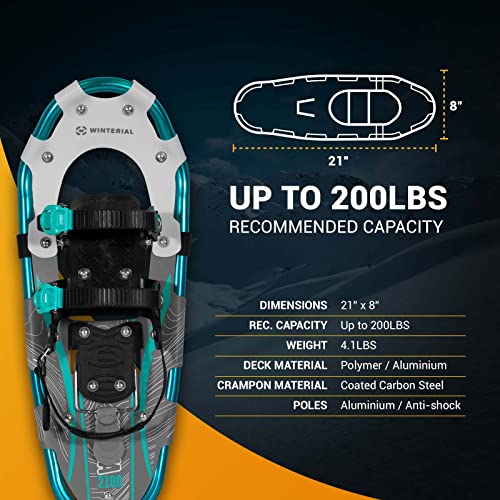 WINTERIAL
8"
21"
UP TO 200LBS
RECOMMENDED CAPACITY
DIMENSIONS 21" x 8"
REC. CAPACITY Up to 200LBS
WEIGHT 4.1LBS
DECK MATERIAL Polymer / Aluminium
CRAMPON MATERIAL Coated Carbon Steel
POLES Aluminium / Anti-shock
2100